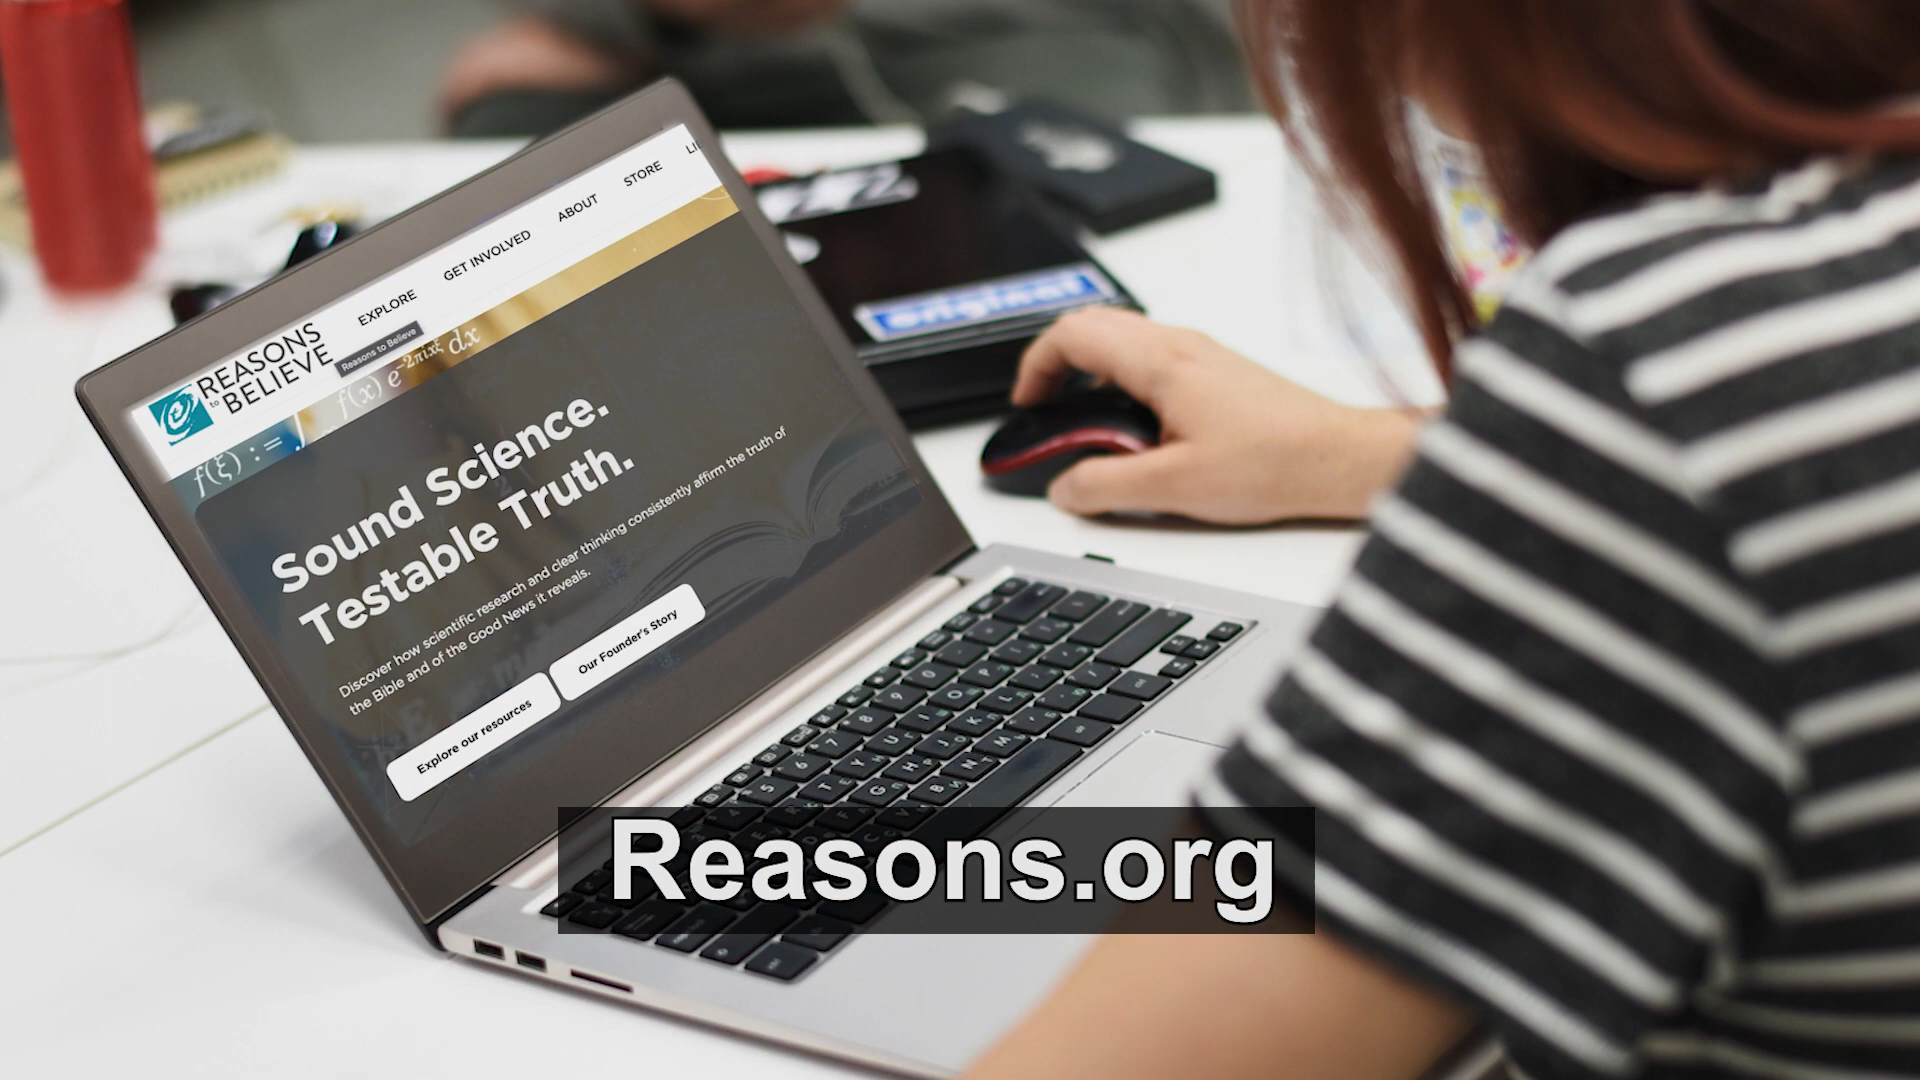 REASONS
to BELIEVE
EXPLORE
GET INVOLVED
ABOUT
STORE
Reasons to Believe
Sound Science.
Testable Truth.
Discover how scientific research and clear thinking consistently affirm the truth of
the Bible and of the Good News it reveals.
Explore our resources
Our Founder's Story
original
Reasons.org